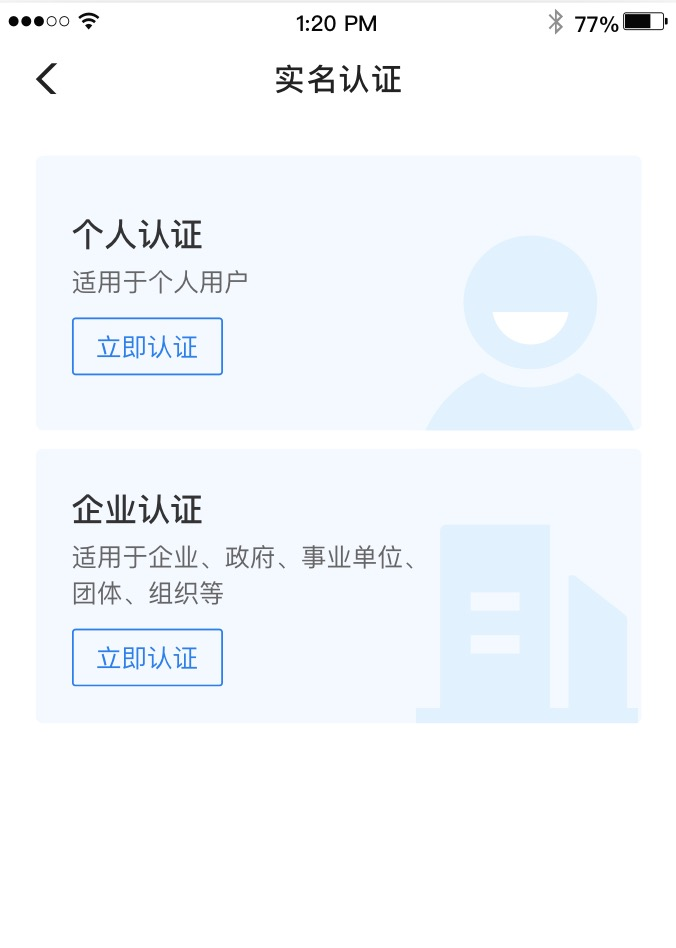 1:20 PM
77%
实名认证
个人认证
适用于个人用户
立即认证
企业认证
适用于企业、政府、事业单位、
团体、组织等
立即认证